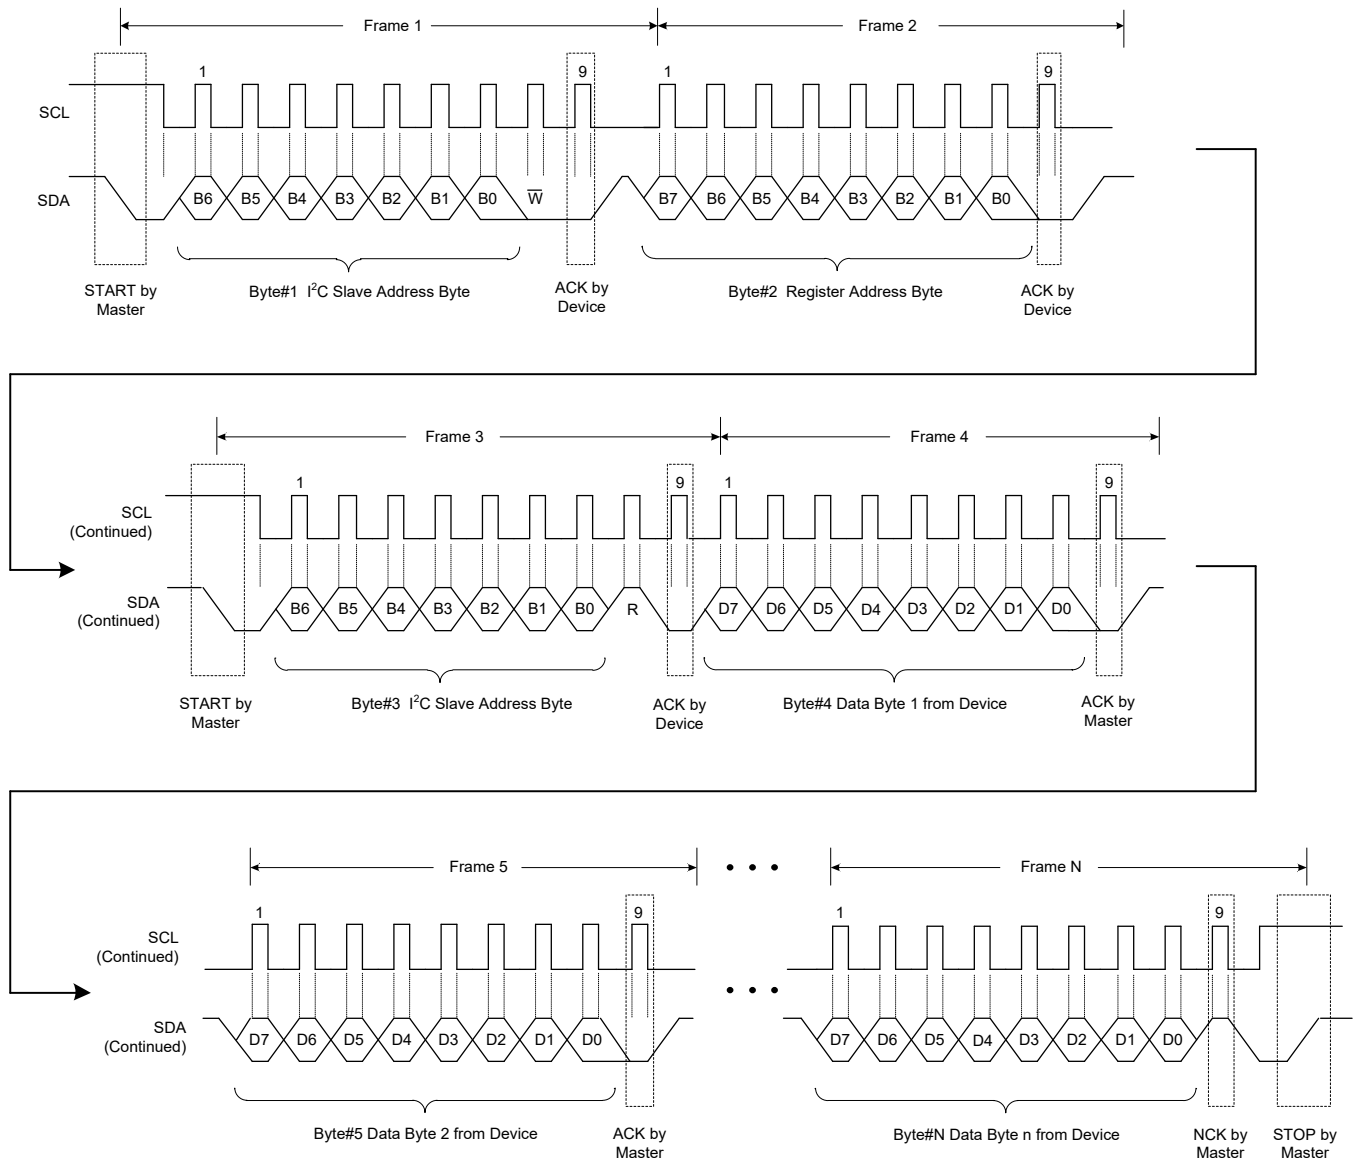 Frame 1 Frame 2
1 9 1 9
SCL
SDA B6 B5 B4 B3 B2 B1 B0 W̅ B7 B6 B5 B4 B3 B2 B1 B0
START by
Master
Byte#1 I²C Slave Address Byte
ACK by
Device
Byte#2 Register Address Byte
ACK by
Device
Frame 3 Frame 4
1 9 1 9
SCL
(Continued)
SDA
(Continued)
B6 B5 B4 B3 B2 B1 B0 R D7 D6 D5 D4 D3 D2 D1 D0
START by
Master
Byte#3 I²C Slave Address Byte
ACK by
Device
Byte#4 Data Byte 1 from Device
ACK by
Master
Frame 5 Frame N
1 9 1 9
SCL
(Continued)
SDA
(Continued)
D7 D6 D5 D4 D3 D2 D1 D0 D7 D6 D5 D4 D3 D2 D1 D0
Byte#5 Data Byte 2 from Device
ACK by
Master
Byte#N Data Byte n from Device
NCK by
Master
STOP by
Master